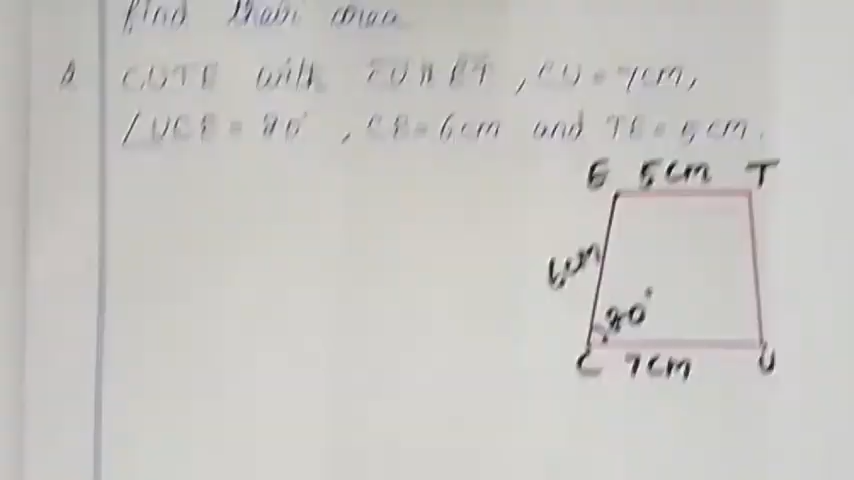 find their area
CUTE with CU || ET, CU = 7cm,
∠UCE = 80°, CE = 6cm and TE = 5cm.
E 5cm T
6cm
80°
C 7cm U